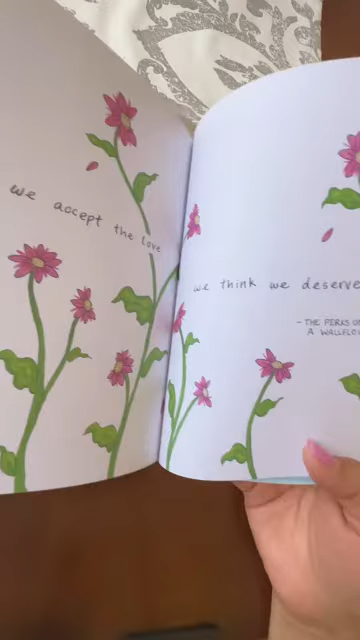 we accept the love
we think we deserve
- THE PERKS OF
A WALLFLO